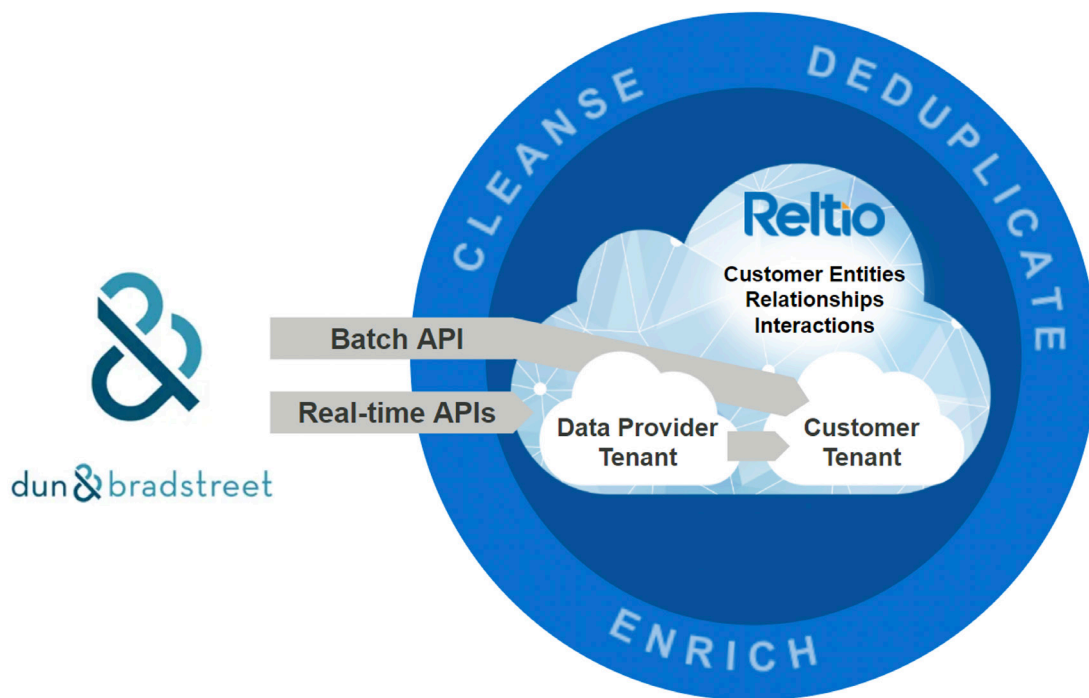 CLEANSE
DEDUPLICATE
Reltio
Customer Entities
Relationships
Interactions
Batch API
Real-time APIs
Data Provider
Tenant
Customer
Tenant
dun & bradstreet
ENRICH